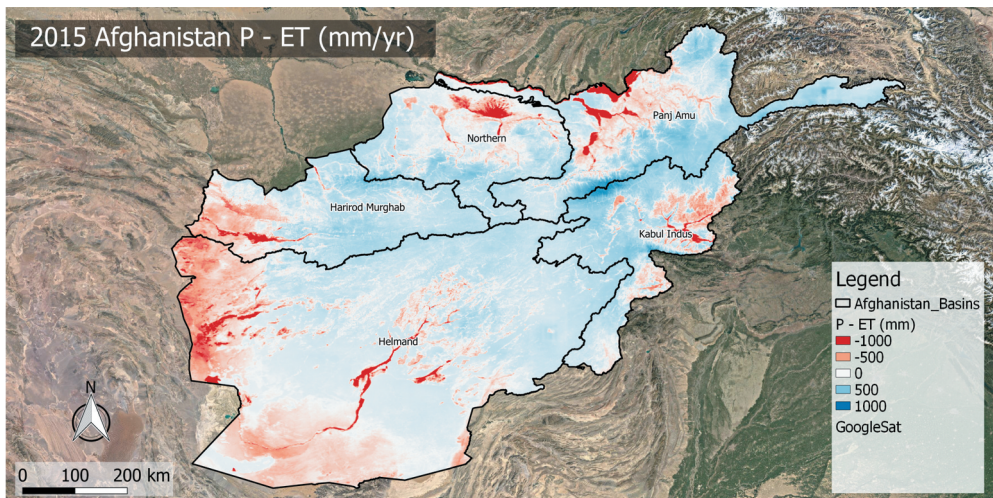 2015 Afghanistan P - ET (mm/yr)
Panj Amu
Northern
Harirod Murghab
Kabul Indus
Helmand
Legend
Afghanistan_Basins
P - ET (mm)
-1000
-500
0
500
1000
GoogleSat
N
0 100 200 km